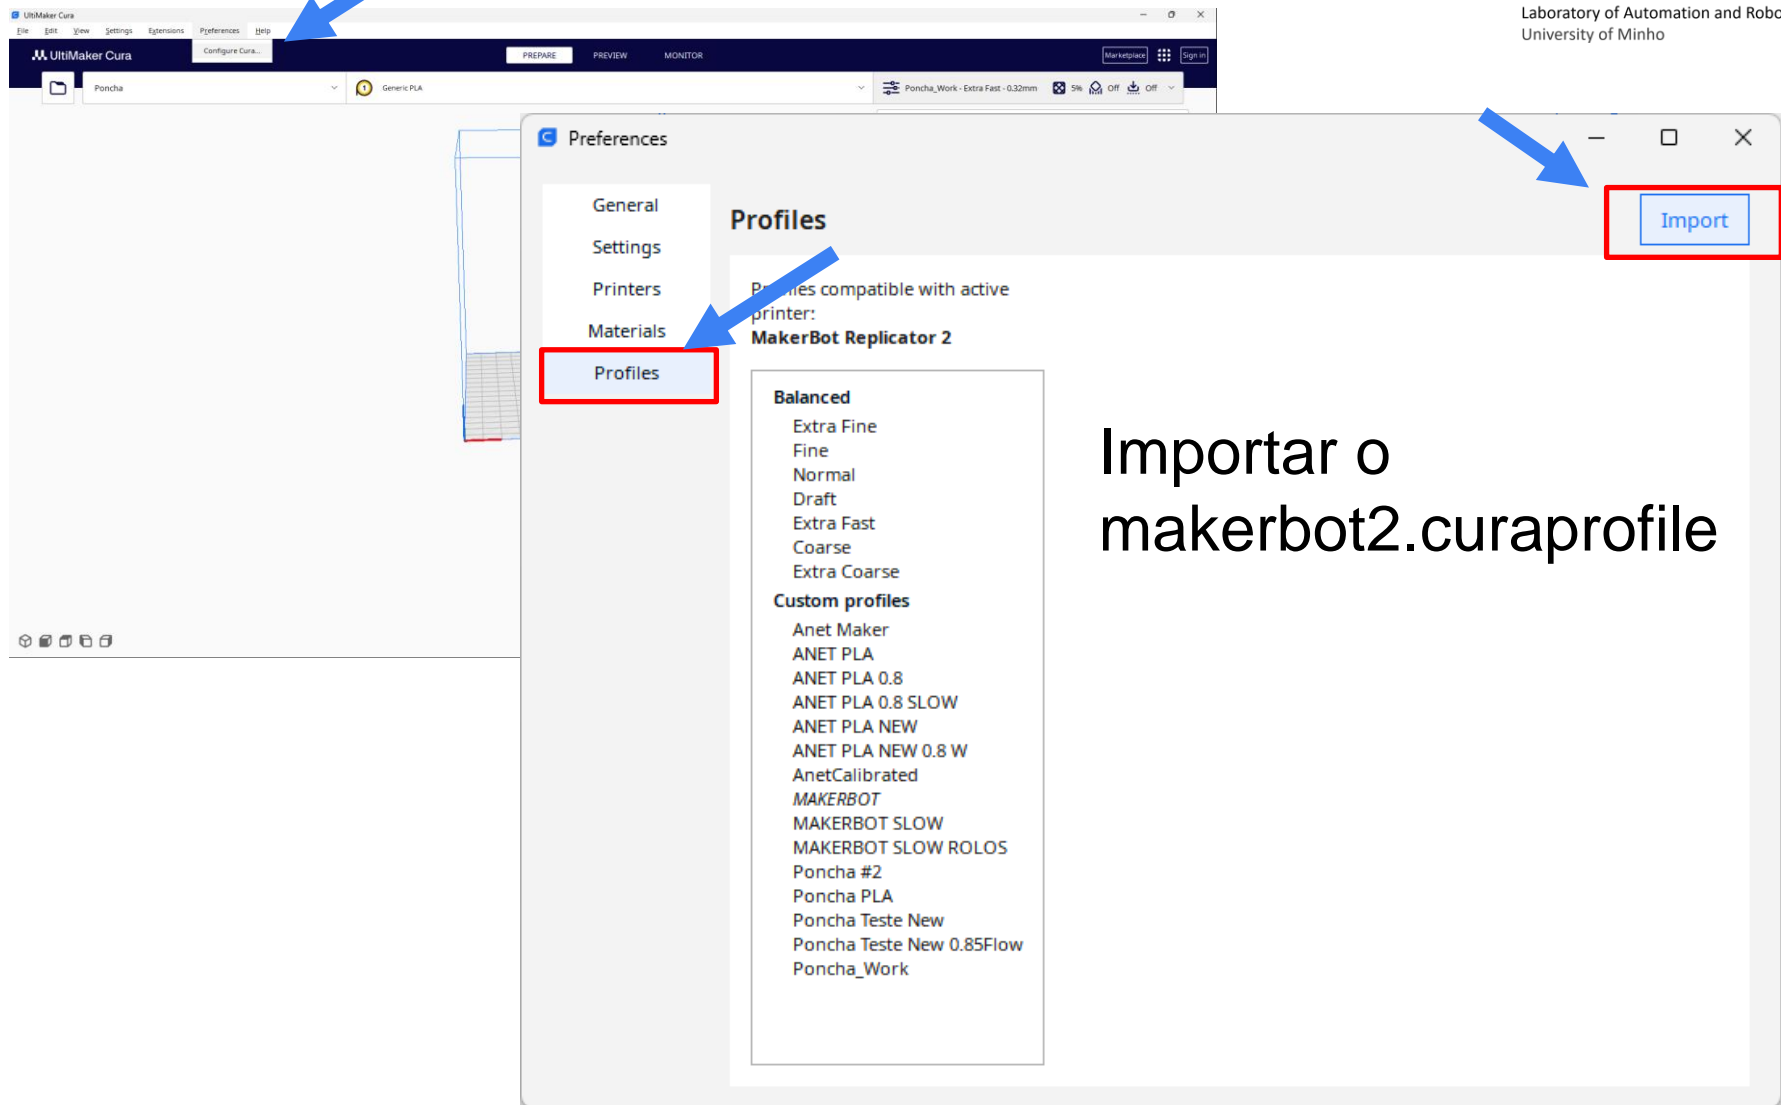 Laboratory of Automation and Robo
University of Minho
UltiMaker Cura
File Edit View Settings Extensions Preferences Help
Configure Cura...
UltiMaker Cura
PREPARE PREVIEW MONITOR
Marketplace Sign in
Poncha
1 Generic PLA
Poncha_Work - Extra Fast - 0.32mm 5% Off Off
Preferences
General
Settings
Printers
Materials
Profiles
Profiles
Import
Profiles compatible with active
printer:
MakerBot Replicator 2
Balanced
Extra Fine
Fine
Normal
Draft
Extra Fast
Coarse
Extra Coarse
Custom profiles
Anet Maker
ANET PLA
ANET PLA 0.8
ANET PLA 0.8 SLOW
ANET PLA NEW
ANET PLA NEW 0.8 W
AnetCalibrated
MAKERBOT
MAKERBOT SLOW
MAKERBOT SLOW ROLOS
Poncha #2
Poncha PLA
Poncha Teste New
Poncha Teste New 0.85Flow
Poncha_Work
Importar o
makerbot2.curaprofile